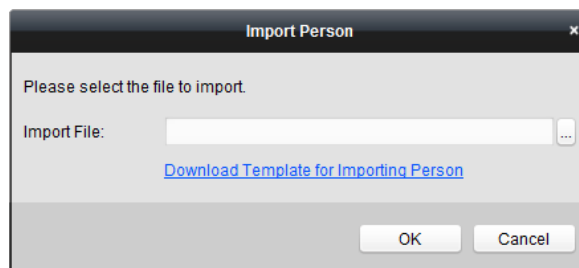 Import Person ×
Please select the file to import.
Import File: ...
Download Template for Importing Person
OK Cancel